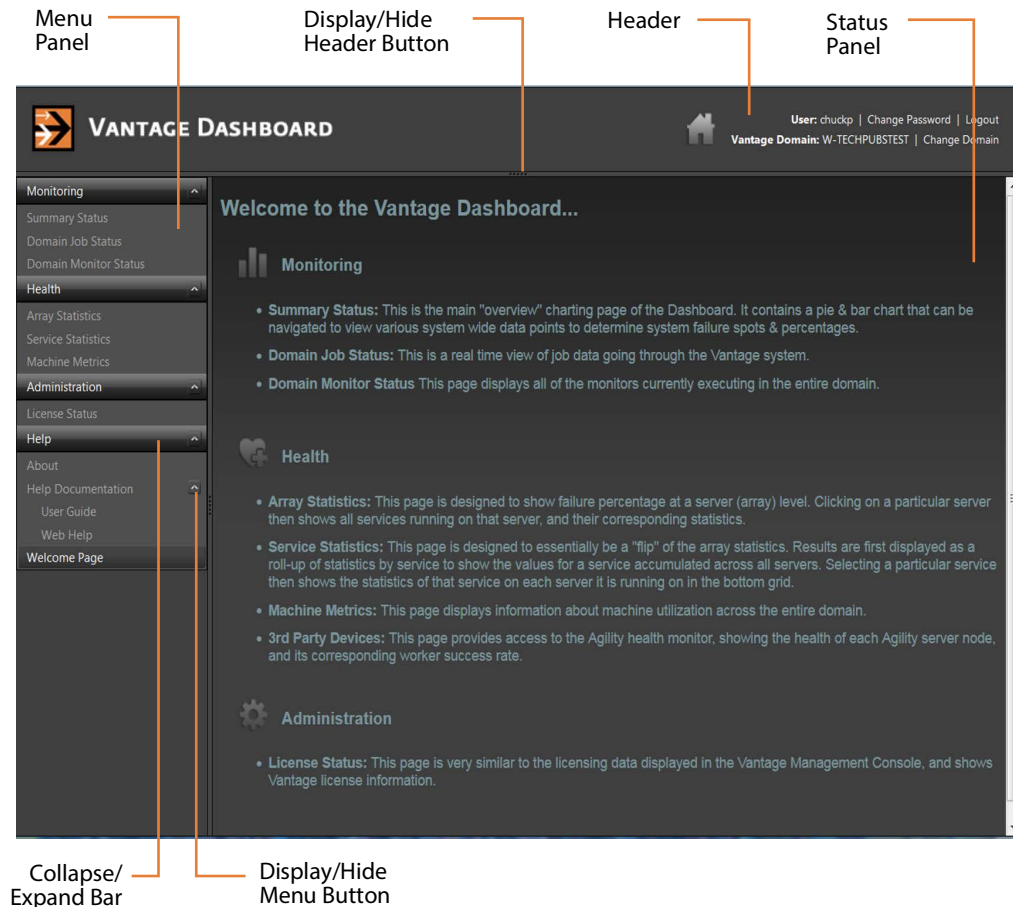 Menu
Panel
Display/Hide
Header Button
Header
Status
Panel
VANTAGE DASHBOARD
User: chuckp | Change Password | Logout
Vantage Domain: W-TECHPUBSTEST | Change Domain
Monitoring
Summary Status
Domain Job Status
Domain Monitor Status
Health
Array Statistics
Service Statistics
Machine Metrics
Administration
License Status
Help
About
Help Documentation
User Guide
Web Help
Welcome Page
Welcome to the Vantage Dashboard...
Monitoring
• Summary Status: This is the main "overview" charting page of the Dashboard. It contains a pie & bar chart that can be
navigated to view various system wide data points to determine system failure spots & percentages.
• Domain Job Status: This is a real time view of job data going through the Vantage system.
• Domain Monitor Status This page displays all of the monitors currently executing in the entire domain.
Health
• Array Statistics: This page is designed to show failure percentage at a server (array) level. Clicking on a particular server
then shows all services running on that server, and their corresponding statistics.
• Service Statistics: This page is designed to essentially be a "flip" of the array statistics. Results are first displayed as a
roll-up of statistics by service to show the values for a service accumulated across all servers. Selecting a particular service
then shows the statistics of that service on each server it is running on in the bottom grid.
• Machine Metrics: This page displays information about machine utilization across the entire domain.
• 3rd Party Devices: This page provides access to the Agility health monitor, showing the health of each Agility server node,
and its corresponding worker success rate.
Administration
• License Status: This page is very similar to the licensing data displayed in the Vantage Management Console, and shows
Vantage license information.
Collapse/
Expand Bar
Display/Hide
Menu Button